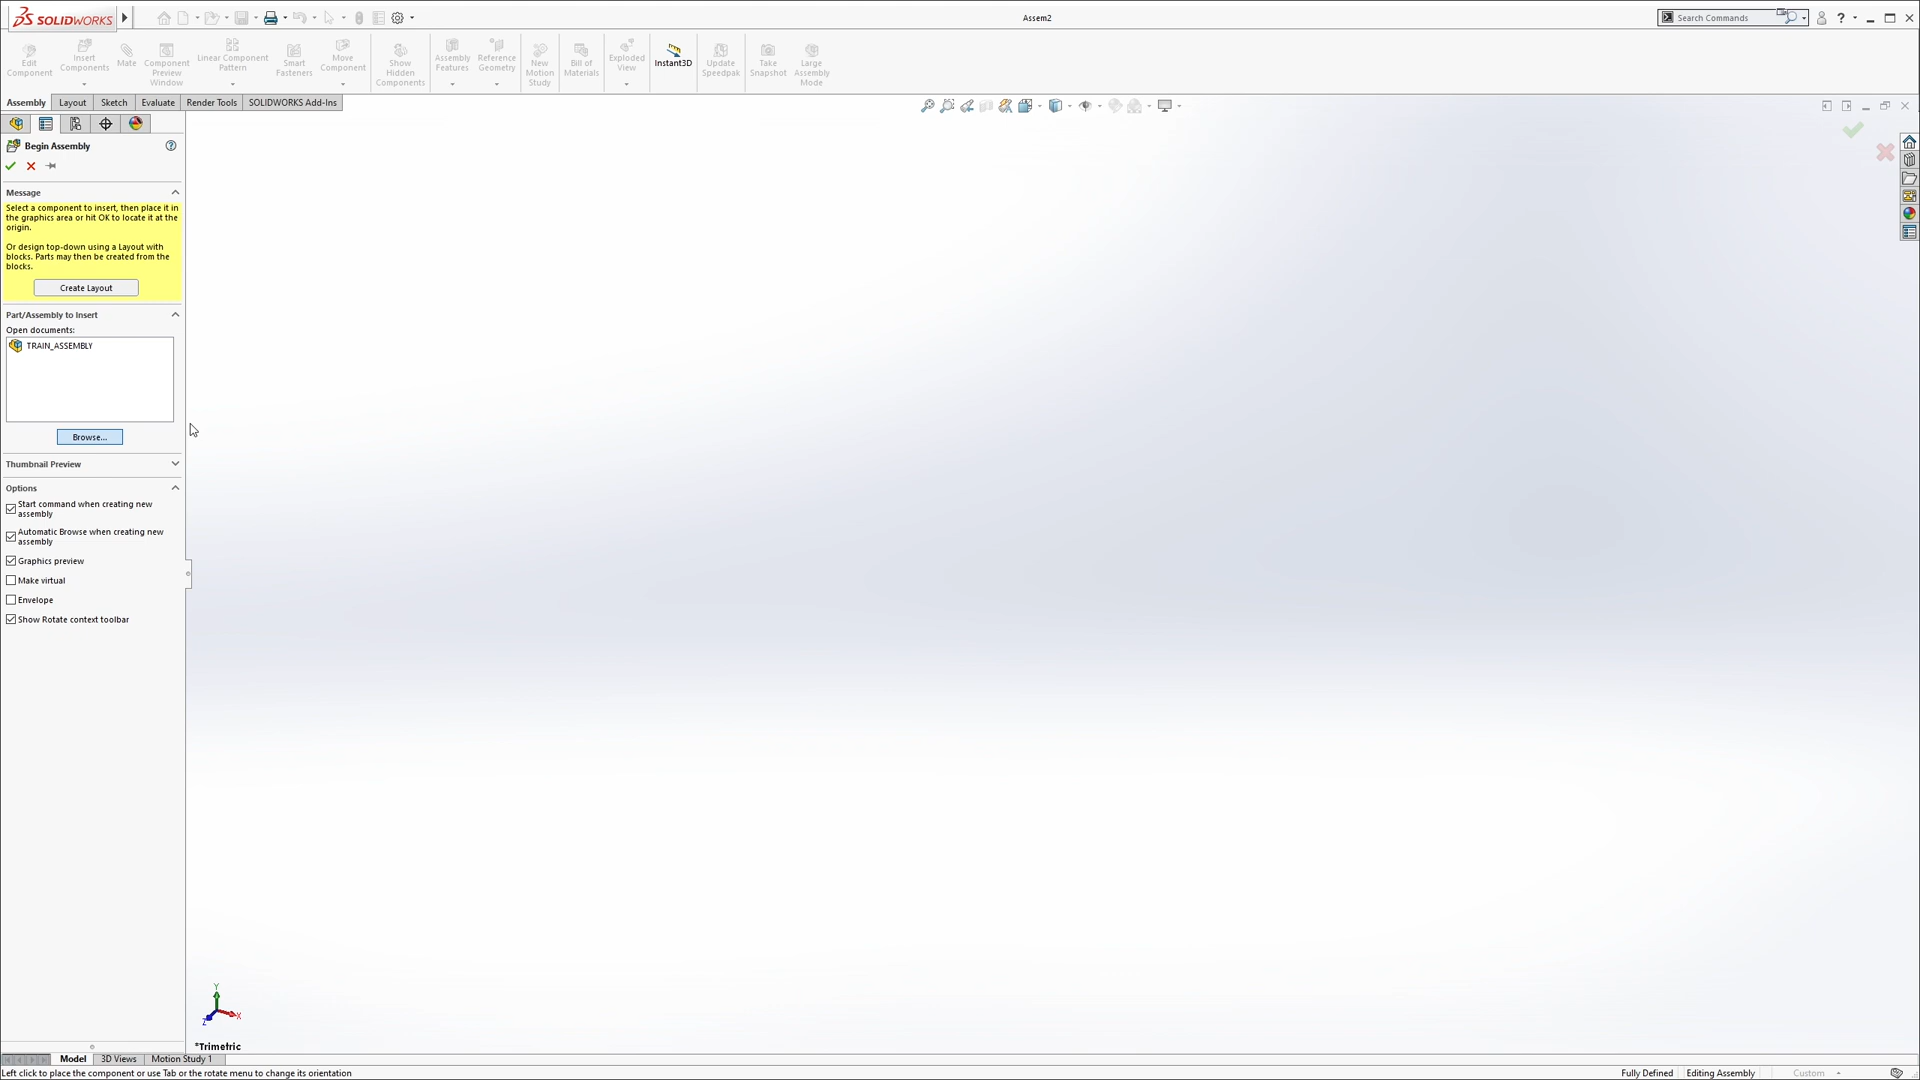 SOLIDWORKS
Assem2
Search Commands
Edit
Component
Insert
Components
Mate
Component
Preview
Window
Linear Component
Pattern
Smart
Fasteners
Move
Component
Show
Hidden
Components
Assembly
Features
Reference
Geometry
New
Motion
Study
Bill of
Materials
Exploded
View
Instant3D
Update
Speedpak
Take
Snapshot
Large
Assembly
Mode
Assembly
Layout
Sketch
Evaluate
Render Tools
SOLIDWORKS Add-Ins
Begin Assembly
Message
Select a component to insert, then place it in
the graphics area or hit OK to locate it at the
origin.
Or design top-down using a Layout with
blocks. Parts may then be created from the
blocks.
Create Layout
Part/Assembly to Insert
Open documents:
TRAIN_ASSEMBLY
Browse...
Thumbnail Preview
Options
Start command when creating new
assembly
Automatic Browse when creating new
assembly
Graphics preview
Make virtual
Envelope
Show Rotate context toolbar
Y
X
Z
*Trimetric
Model
3D Views
Motion Study 1
Left click to place the component or use Tab or the rotate menu to change its orientation
Fully Defined
Editing Assembly
Custom